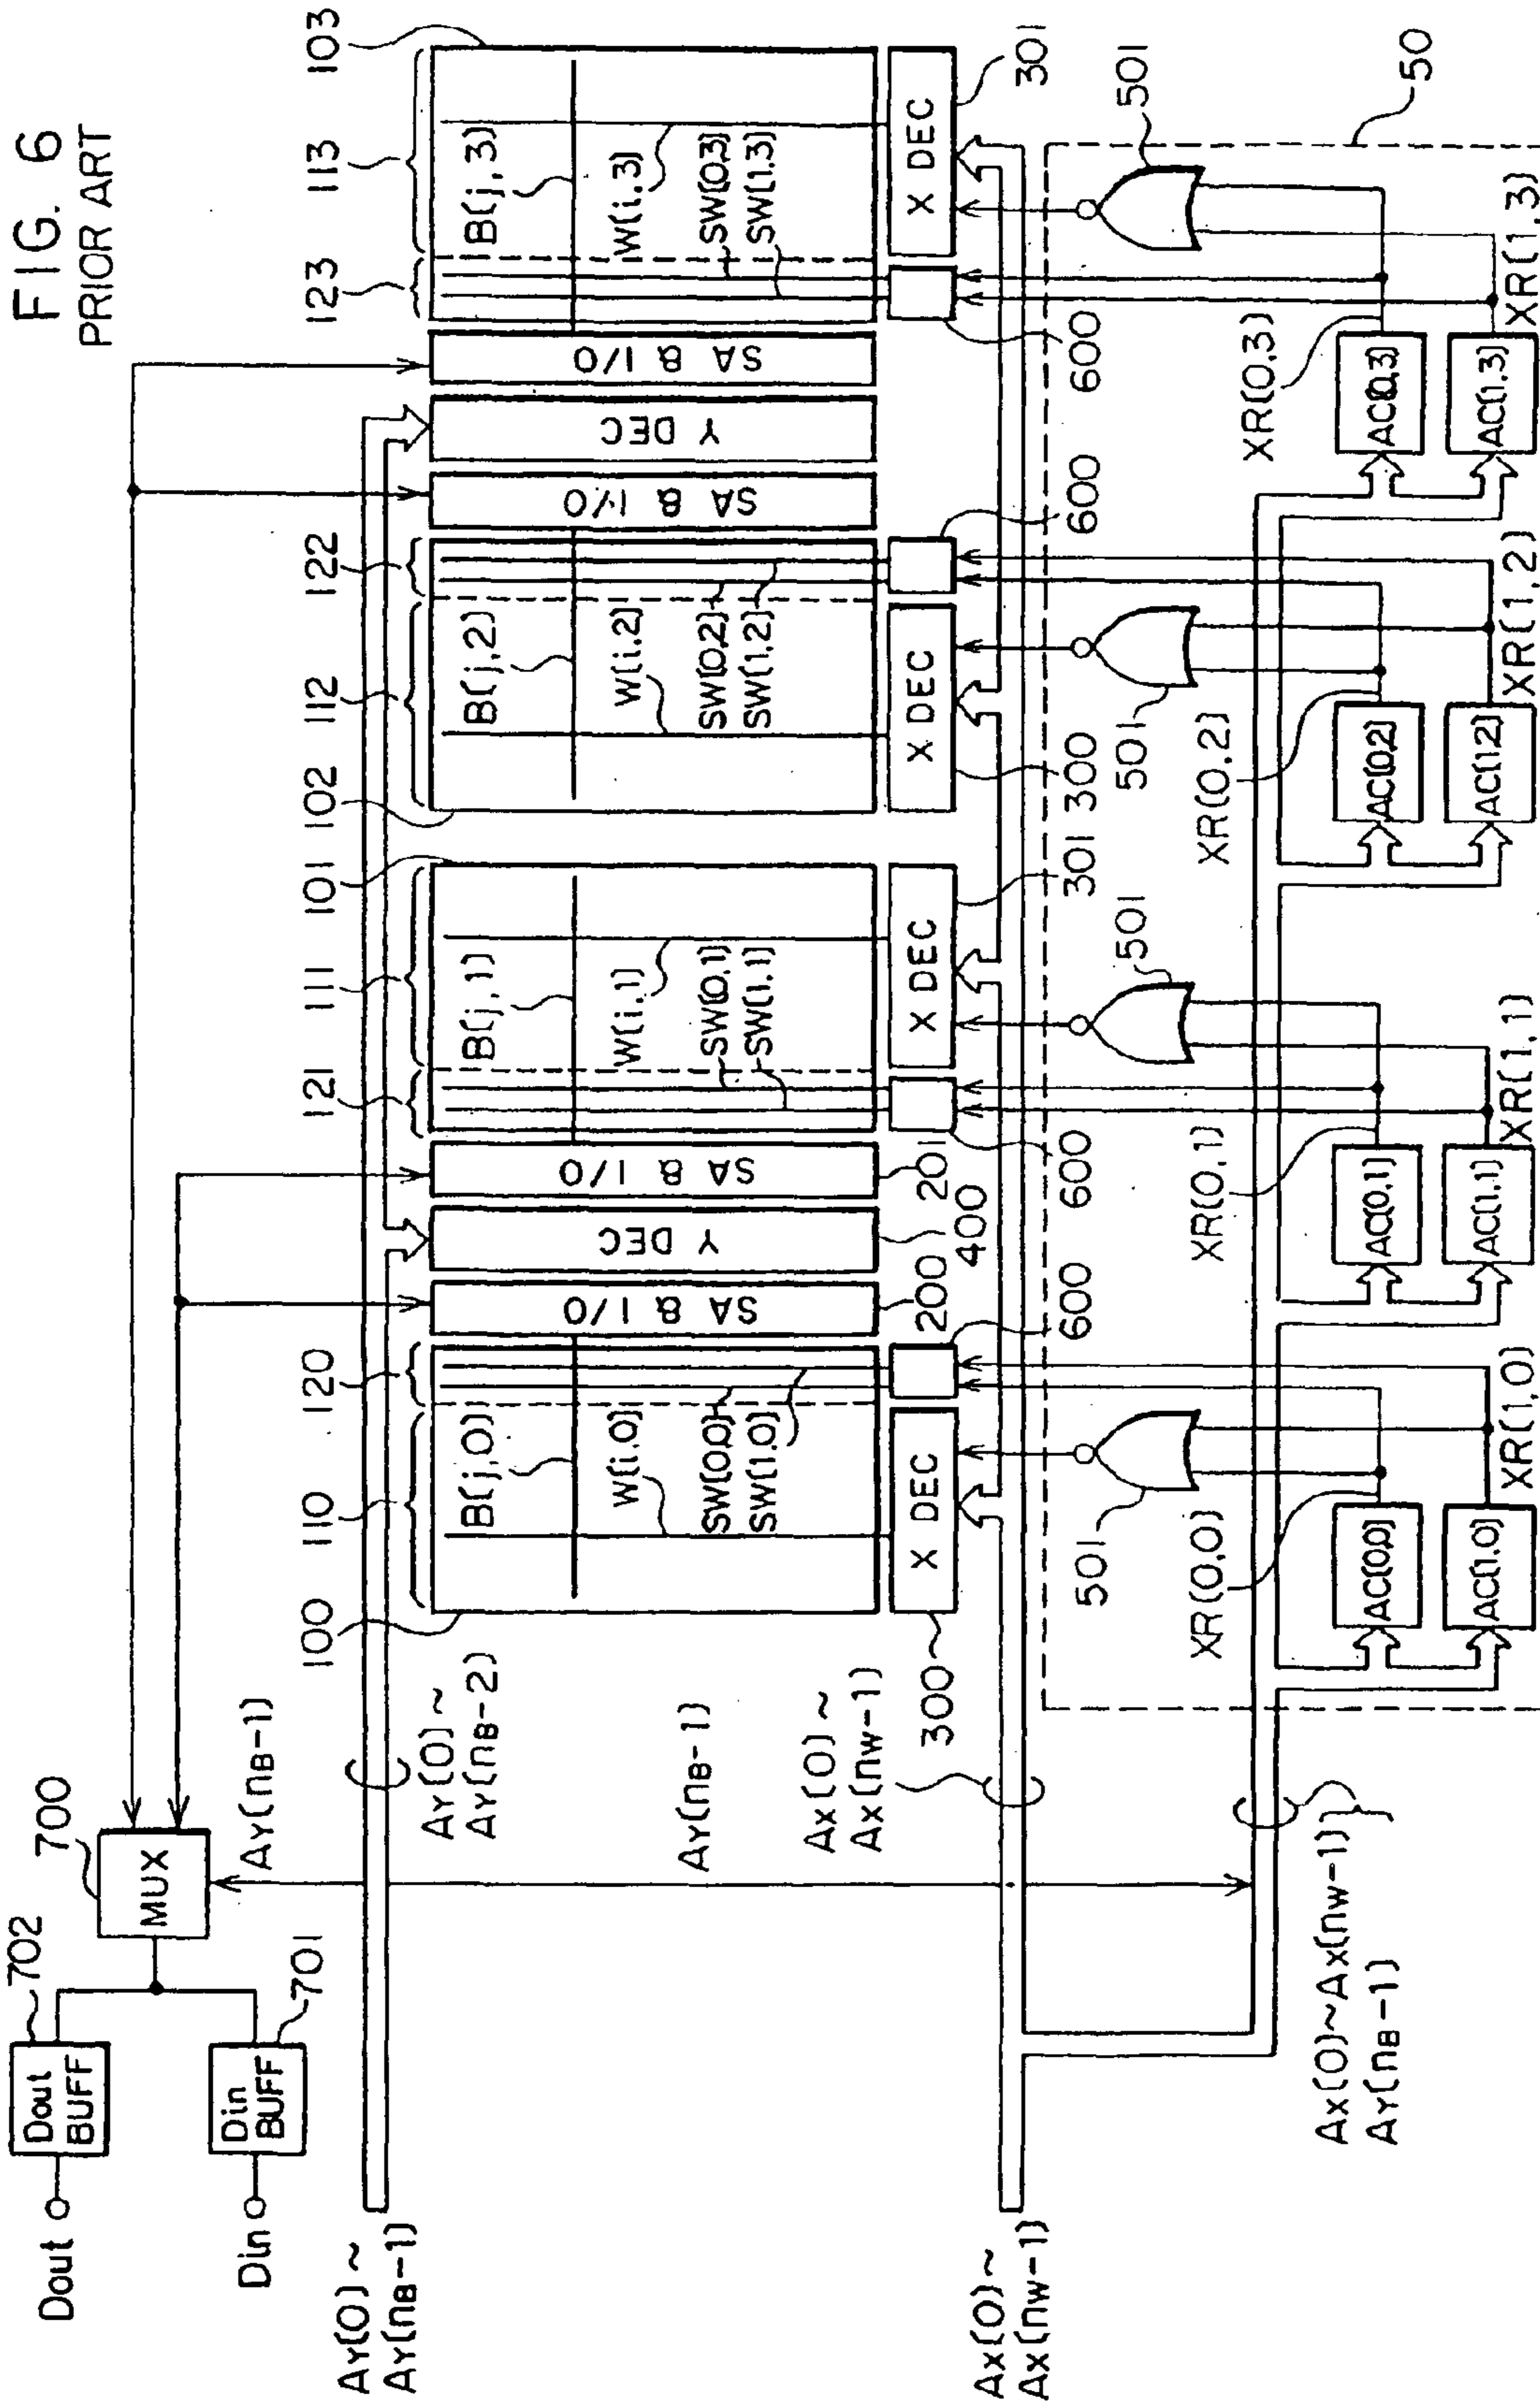 FIG. 6
PRIOR ART
Dout
Dout
BUFF
702
Din
Din
BUFF
701
MUX
700
AY(nB-1)
AY(0)~
AY(nB-1)
AY(0)~
AY(nB-2)
AY(nB-1)
AX(0)~
AX(nW-1)
AX(0)~
AX(nW-1)
AX(0)~AX(nW-1)
AY(nB-1)
100
110
120
121
111
101
102
112
122
123
113
103
B(j,0)
W(i,0)
SW(0,0)
SW(1,0)
SA & I/O
Y DEC
SA & I/O
B(j,1)
W(i,1)
SW(0,1)
SW(1,1)
B(j,2)
W(i,2)
SW(0,2)
SW(1,2)
SA & I/O
Y DEC
SA & I/O
B(j,3)
W(i,3)
SW(0,3)
SW(1,3)
200
400
201
300
X DEC
600
600
X DEC
301
X DEC
300
600
600
X DEC
301
501
501
501
501
50
XR(0,0)
AC(0,0)
AC(1,0)
XR(1,0)
XR(0,1)
AC(0,1)
AC(1,1)
XR(1,1)
XR(0,2)
AC(0,2)
AC(1,2)
XR(1,2)
XR(0,3)
AC(0,3)
AC(1,3)
XR(1,3)